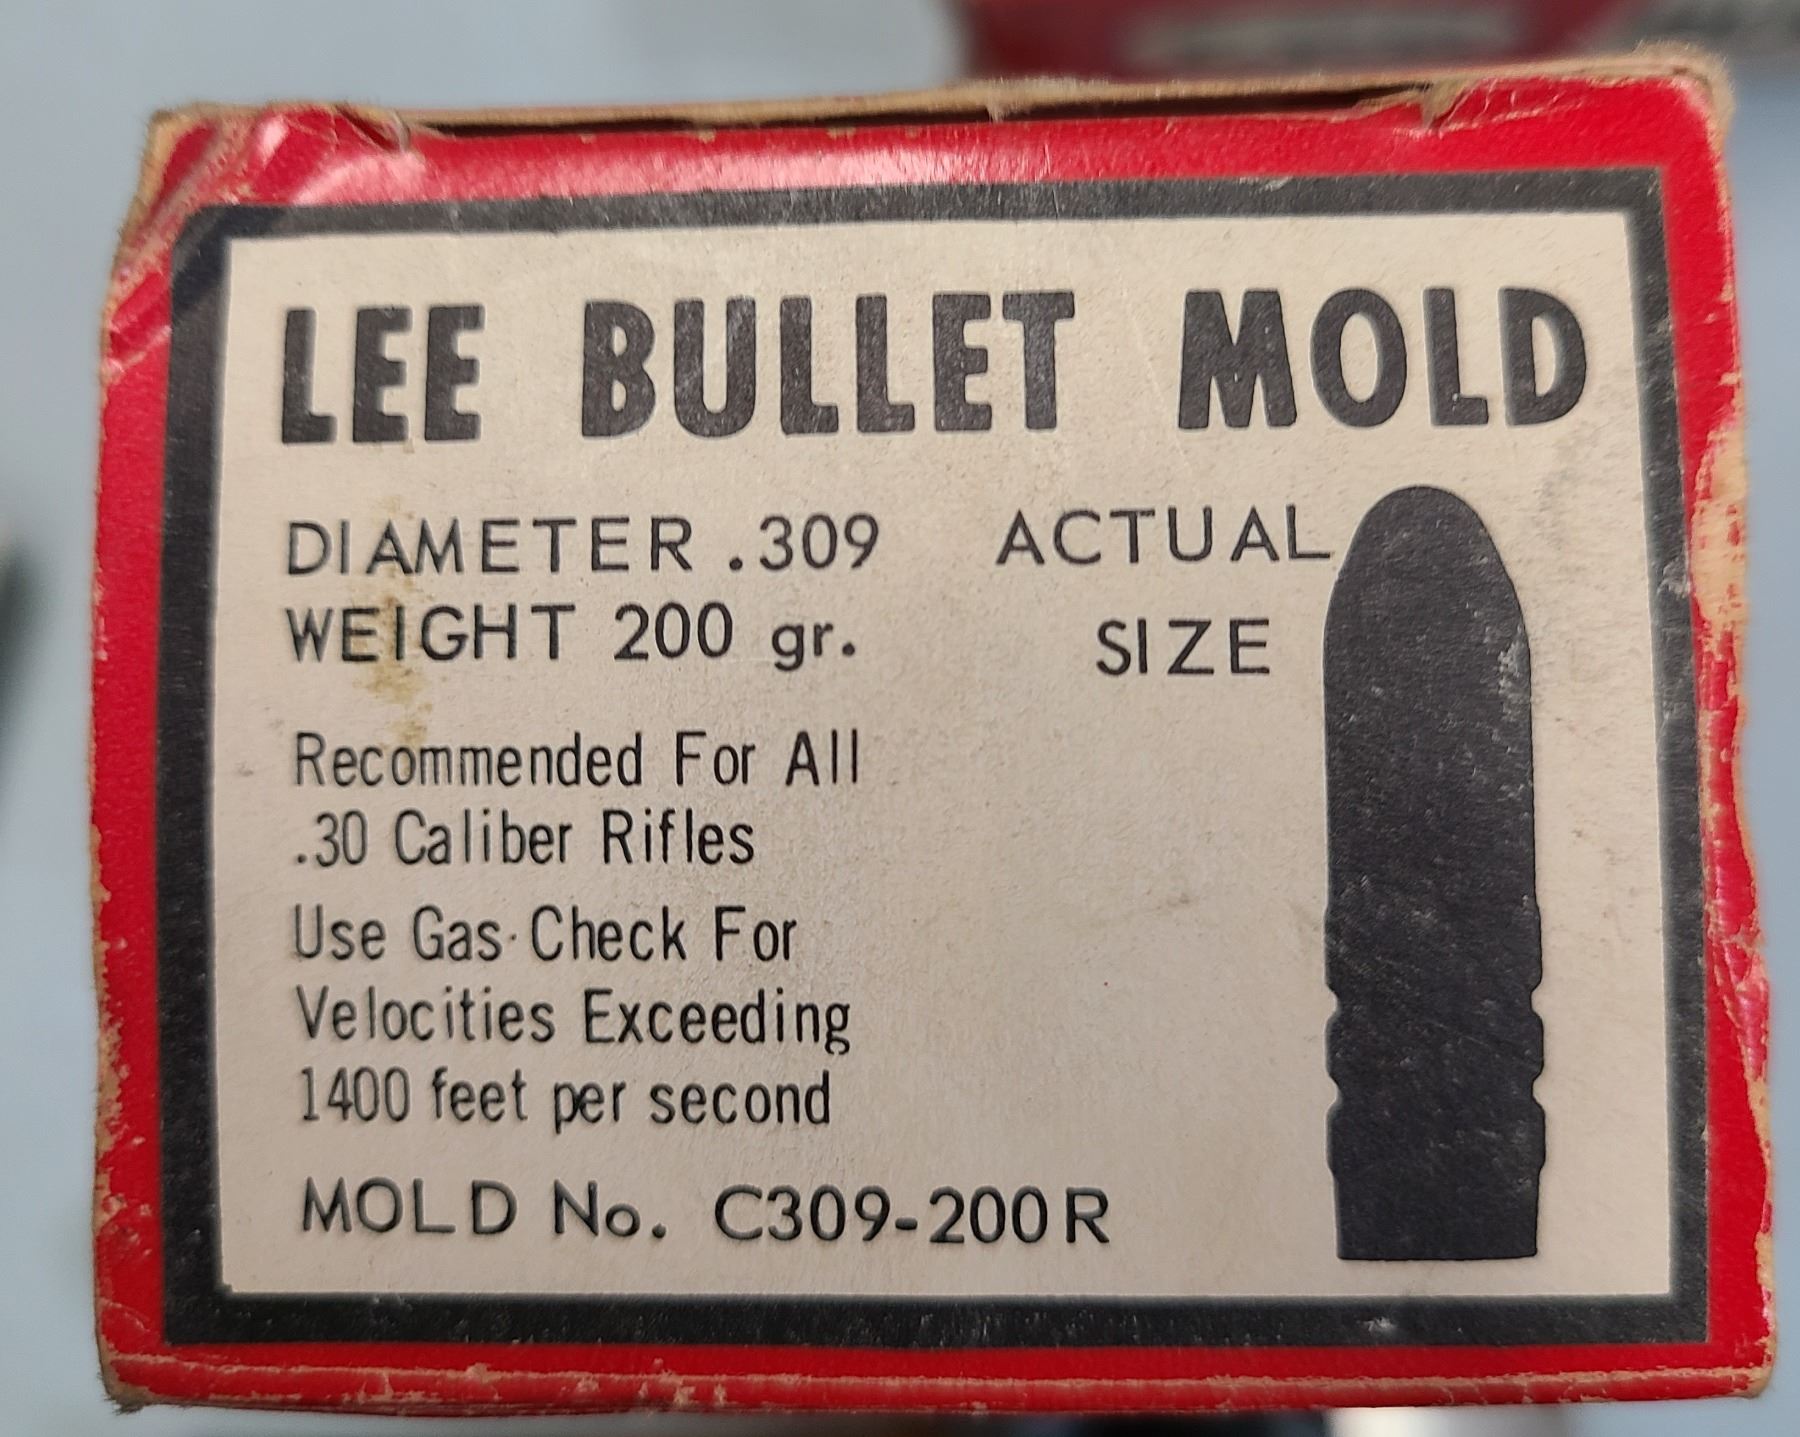 LEE BULLET MOLD
DIAMETER .309
WEIGHT 200 gr.
ACTUAL
SIZE
Recommended For All
.30 Caliber Rifles
Use Gas Check For
Velocities Exceeding
1400 feet per second
MOLD No. C309-200R